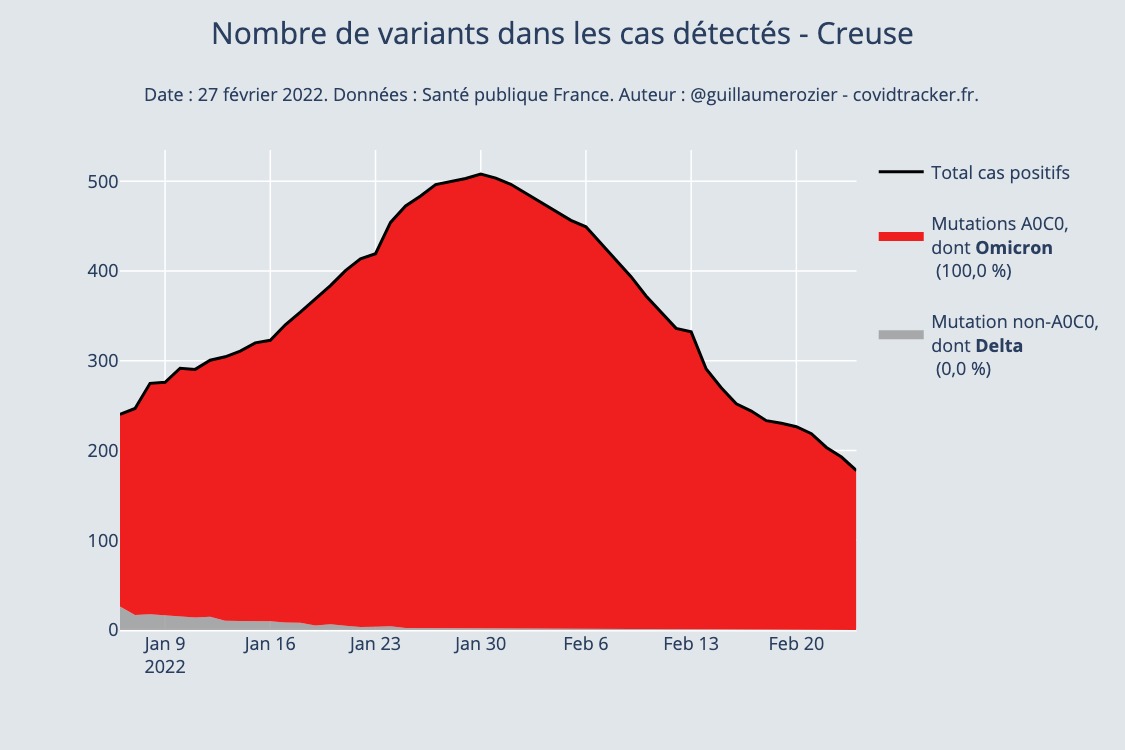 Nombre de variants dans les cas détectés - Creuse
Date : 27 février 2022. Données : Santé publique France. Auteur : @guillaumerozier - covidtracker.fr.
500
400
300
200
100
0
Jan 9
2022
Jan 16
Jan 23
Jan 30
Feb 6
Feb 13
Feb 20
Total cas positifs
Mutations A0C0,
dont Omicron
(100,0 %)
Mutation non-A0C0,
dont Delta
(0,0 %)